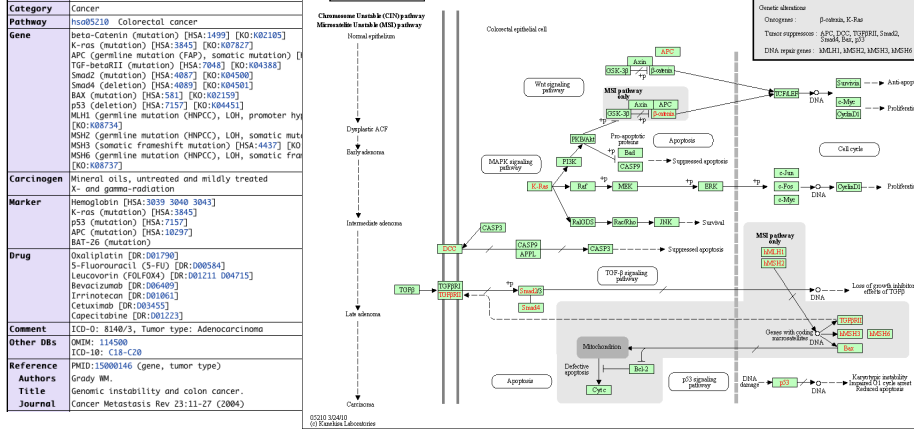 Category Cancer
Pathway hsa05210 Colorectal cancer
Gene beta-Catenin (mutation) [HSA:1499] [KO:K02105]
K-ras (mutation) [HSA:3845] [KO:K07827]
APC (germline mutation (FAP), somatic mutation)
TGF-betaRII (mutation) [HSA:7048] [KO:K04388]
Smad2 (mutation) [HSA:4087] [KO:K04500]
Smad4 (deletion) [HSA:4089] [KO:K04501]
BAX (mutation) [HSA:581] [KO:K02159]
p53 (deletion) [HSA:7157] [KO:K04451]
MLH1 (germline mutation (HNPCC), LOH, promoter hy
[KO:K08734]
MSH2 (germline mutation (HNPCC), LOH, somatic mut
MSH3 (somatic frameshift mutation) [HSA:4437] [KO
MSH6 (germline mutation (HNPCC), LOH, somatic fra
[KO:K08737]
Carcinogen Mineral oils, untreated and mildly treated
X- and gamma-radiation
Marker Hemoglobin [HSA:3039 3040 3043]
K-ras (mutation) [HSA:3845]
p53 (mutation) [HSA:7157]
APC (mutation) [HSA:10297]
BAT-26 (mutation)
Drug Oxaliplatin [DR:D01790]
5-Fluorouracil (5-FU) [DR:D00584]
Leucovorin (FOLFOX4) [DR:D01211 D04715]
Bevacizumab [DR:D06409]
Irrinotecan [DR:D01061]
Cetuximab [DR:D03455]
Capecitabine [DR:D01223]
Comment ICD-O: 8140/3, Tumor type: Adenocarcinoma
Other DBs OMIM: 114500
ICD-10: C18-C20
Reference PMID:15000146 (gene, tumor type)
Authors Grady WM.
Title Genomic instability and colon cancer.
Journal Cancer Metastasis Rev 23:11-27 (2004)
Chromosome Unstable (CIN) pathway
Microsatellite Unstable (MSI) pathway
Normal epithelium
Dysplastic ACF
Early adenoma
Intermediate adenoma
Late adenoma
Carcinoma
05210 3/24/10
(c) Kanehisa Laboratories
Colorectal epithelial cell
Genetic alterations
Oncogenes : β-catenin, K-Ras
Tumor suppressors : APC, DCC, TGFβRII, Smad2,
Smad4, Bax, p53
DNA repair genes : hMLH1, hMSH2, hMSH3, hMSH6
APC
Axin
GSK-3β β-catenin
+p
Wnt signaling
pathway
MSI pathway
only
Axin APC
GSK-3β β-catenin
+p
TCF/LEF
DNA
Survivin Anti-apop
c-Myc Proliferati
CyclinD1
Cell cycle
+p
PKB/Akt
PI3K
Pro-apoptotic
proteins
+p
Bad
CASP9
Suppressed apoptosis
Apoptosis
MAPK signaling
pathway
K-Ras Raf +p MEK +p ERK +p
c-Jun
c-Fos
c-Myc
DNA
CyclinD1 Proliferati
RalGDS Rac/Rho JNK Survival
CASP3
DCC
CASP9
APPL
CASP3 Suppressed apoptosis
MSI pathway
only
hMLH1
hMSH2
TGF-β signaling
pathway
TGFβ
TGFβRI
TGFβRII
+p
Smad2/3
Smad4
DNA
Loss of growth inhibitor
effects of TGFβ
Genes with coding
microsatellites
DNA
TGFβRII
hMSH3 hMSH6
Bax
Mitochondrion
Defective
apoptosis
Bcl-2
Cytc
Apoptosis
p53 signaling
pathway
DNA
damage
p53
DNA
Karyotypic instability
Impaired G1 cycle arrest
Reduced apoptosis